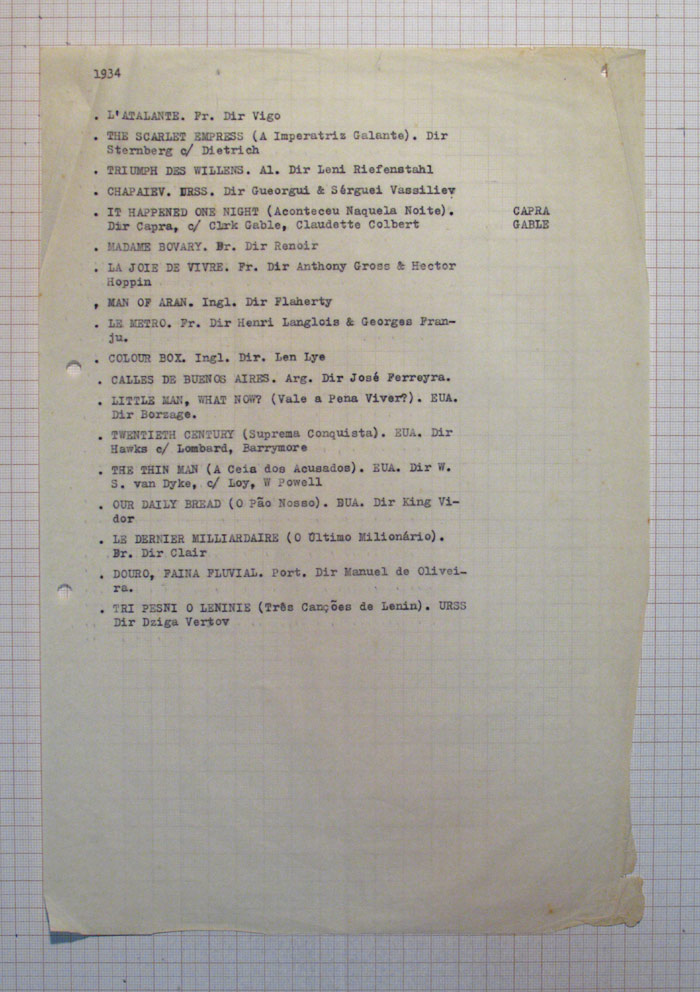 1934
. L'ATALANTE. Fr. Dir Vigo
. THE SCARLET EMPRESS (A Imperatriz Galante). Dir
Sternberg c/ Dietrich
. TRIUMPH DES WILLENS. Al. Dir Leni Riefenstahl
. CHAPAIEV. URSS. Dir Gueorgui & Sérguei Vassiliev
. IT HAPPENED ONE NIGHT (Aconteceu Naquela Noite).
Dir Capra, c/ Clrk Gable, Claudette Colbert
CAPRA
GABLE
. MADAME BOVARY. Br. Dir Renoir
. LA JOIE DE VIVRE. Fr. Dir Anthony Gross & Hector
Hoppin
, MAN OF ARAN. Ingl. Dir Flaherty
. LE METRO. Fr. Dir Henri Langlois & Georges Fran-
ju.
. COLOUR BOX. Ingl. Dir. Len Lye
. CALLES DE BUENOS AIRES. Arg. Dir José Ferreyra.
. LITTLE MAN, WHAT NOW? (Vale a Pena Viver?). EUA.
Dir Borzage.
. TWENTIETH CENTURY (Suprema Conquista). EUA. Dir
Hawks c/ Lombard, Barrymore
. THE THIN MAN (A Ceia dos Acusados). EUA. Dir W.
S. van Dyke, c/ Loy, W Powell
. OUR DAILY BREAD (O Pão Nosso). BUA. Dir King Vi-
dor
. LE DERNIER MILLIARDAIRE (O Último Milionário).
Br. Dir Clair
. DOURO, FAINA FLUVIAL. Port. Dir Manuel de Olivei-
ra.
. TRI PESNI O LENINIE (Três Canções de Lenin). URSS
Dir Dziga Vertov